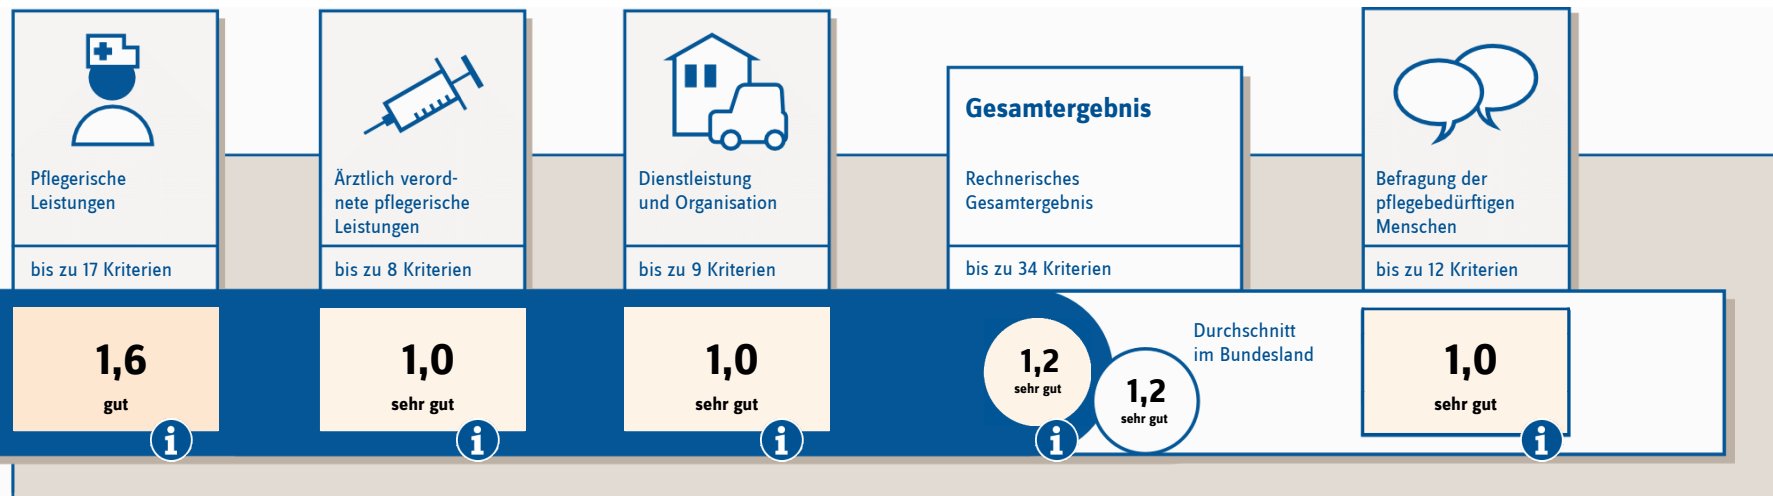 Pflegerische
Leistungen
bis zu 17 Kriterien
1,6
gut
i
Ärztlich verord-
nete pflegerische
Leistungen
bis zu 8 Kriterien
1,0
sehr gut
i
Dienstleistung
und Organisation
bis zu 9 Kriterien
1,0
sehr gut
i
Gesamtergebnis
Rechnerisches
Gesamtergebnis
bis zu 34 Kriterien
1,2
sehr gut
i
1,2
sehr gut
Durchschnitt
im Bundesland
Befragung der
pflegebedürftigen
Menschen
bis zu 12 Kriterien
1,0
sehr gut
i